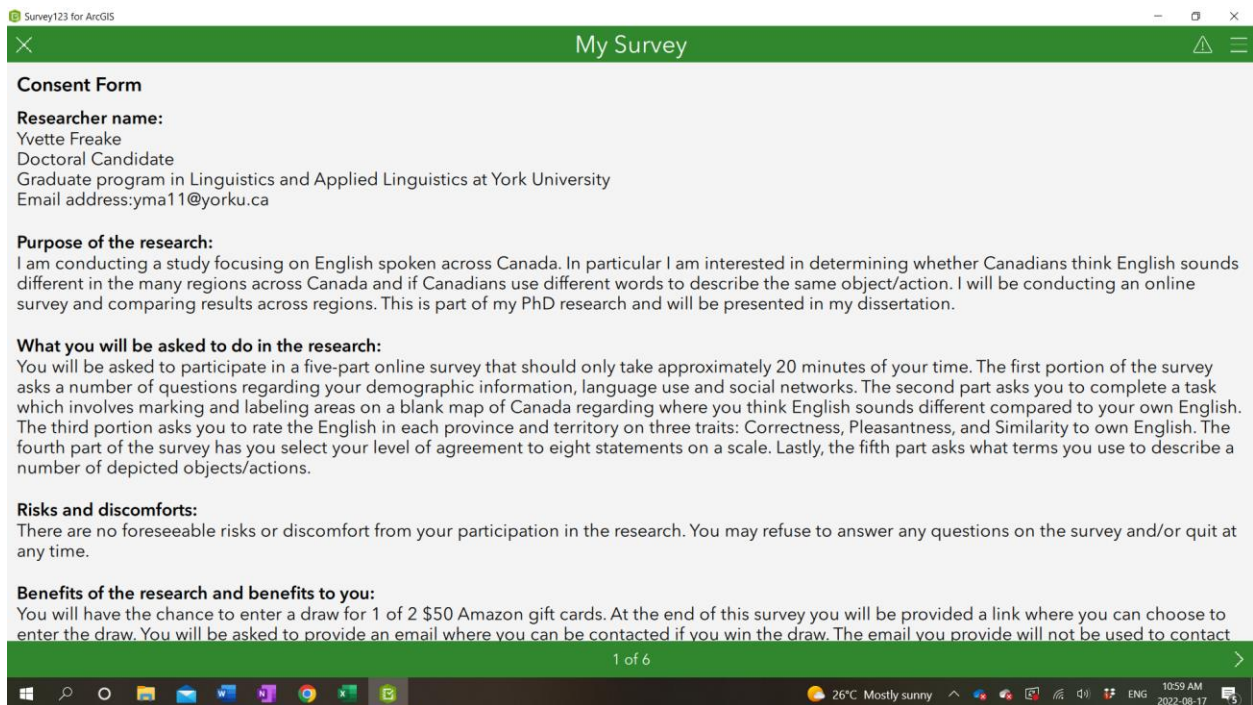 Survey123 for ArcGIS
My Survey
Consent Form
Researcher name:
Yvette Freake
Doctoral Candidate
Graduate program in Linguistics and Applied Linguistics at York University
Email address:yma11@yorku.ca
Purpose of the research:
I am conducting a study focusing on English spoken across Canada. In particular I am interested in determining whether Canadians think English sounds
different in the many regions across Canada and if Canadians use different words to describe the same object/action. I will be conducting an online
survey and comparing results across regions. This is part of my PhD research and will be presented in my dissertation.
What you will be asked to do in the research:
You will be asked to participate in a five-part online survey that should only take approximately 20 minutes of your time. The first portion of the survey
asks a number of questions regarding your demographic information, language use and social networks. The second part asks you to complete a task
which involves marking and labeling areas on a blank map of Canada regarding where you think English sounds different compared to your own English.
The third portion asks you to rate the English in each province and territory on three traits: Correctness, Pleasantness, and Similarity to own English. The
fourth part of the survey has you select your level of agreement to eight statements on a scale. Lastly, the fifth part asks what terms you use to describe a
number of depicted objects/actions.
Risks and discomforts:
There are no foreseeable risks or discomfort from your participation in the research. You may refuse to answer any questions on the survey and/or quit at
any time.
Benefits of the research and benefits to you:
You will have the chance to enter a draw for 1 of 2 $50 Amazon gift cards. At the end of this survey you will be provided a link where you can choose to
enter the draw. You will be asked to provide an email where you can be contacted if you win the draw. The email you provide will not be used to contact
1 of 6
26°C Mostly sunny
ENG
10:59 AM
2022-08-17